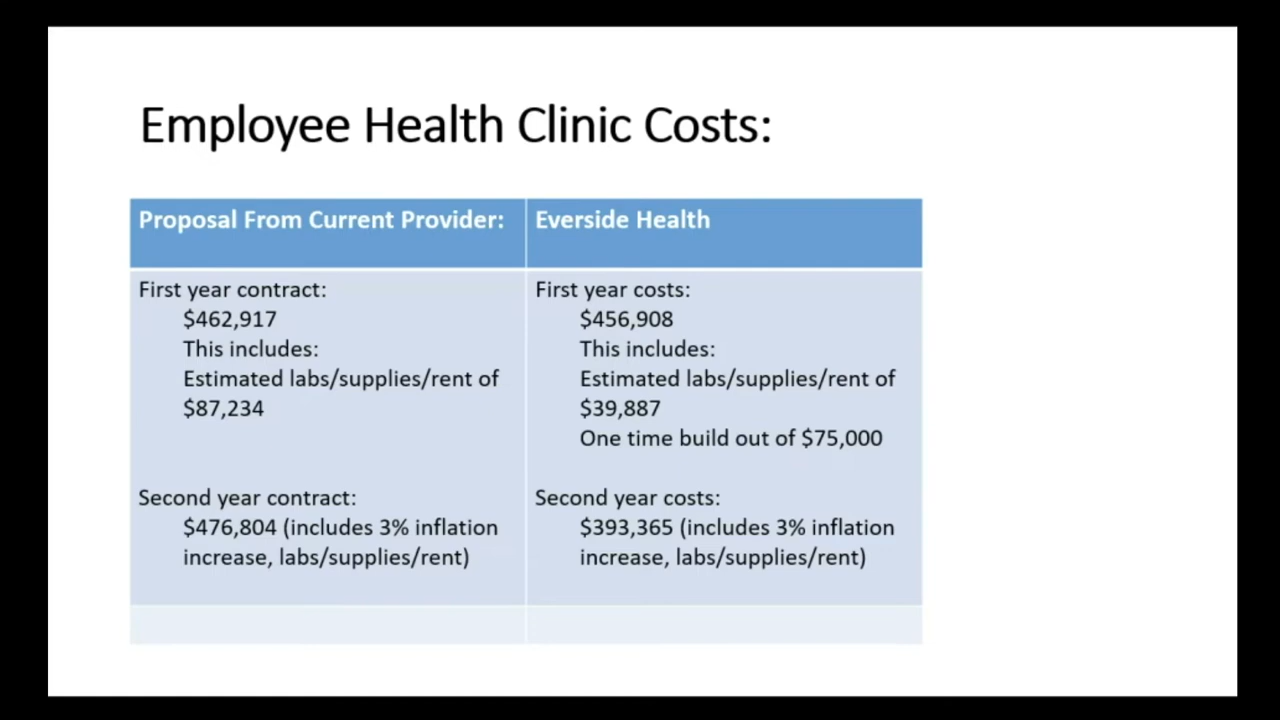 Employee Health Clinic Costs:
Proposal From Current Provider:
First year contract:
$462,917
This includes:
Estimated labs/supplies/rent of
$87,234
Second year contract:
$476,804 (includes 3% inflation
increase, labs/supplies/rent)
Everside Health
First year costs:
$456,908
This includes:
Estimated labs/supplies/rent of
$39,887
One time build out of $75,000
Second year costs:
$393,365 (includes 3% inflation
increase, labs/supplies/rent)